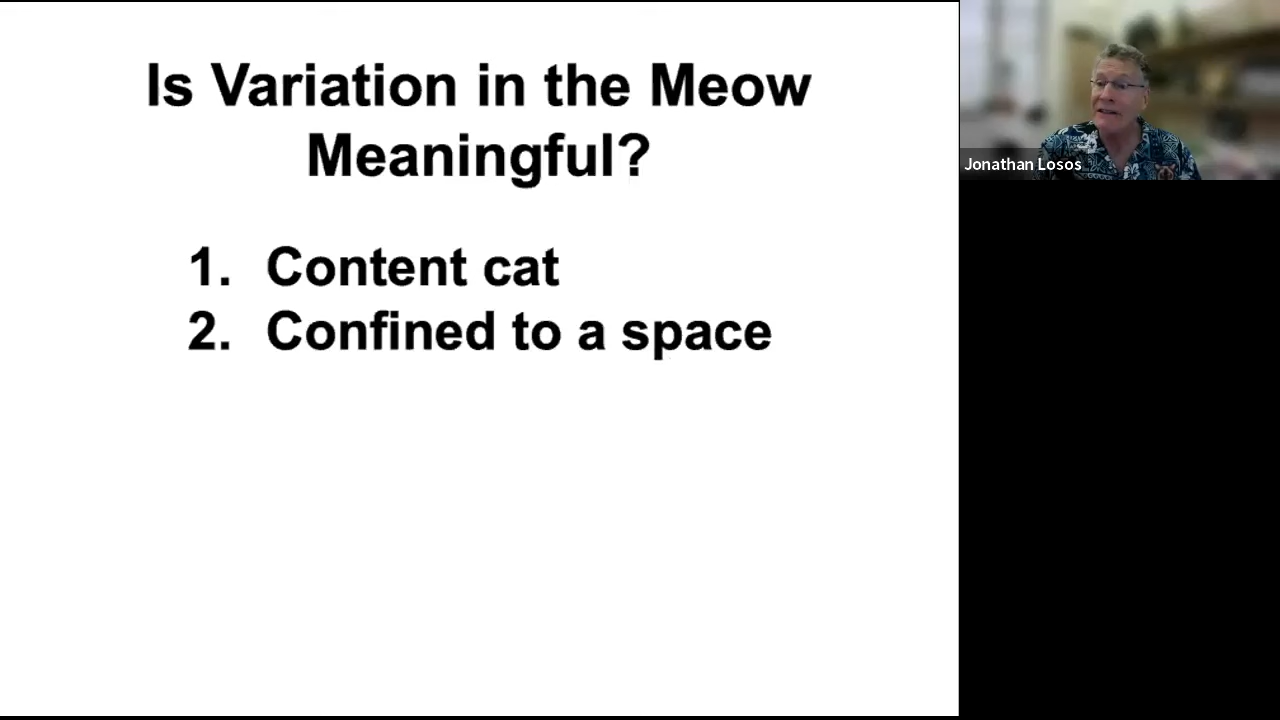 Is Variation in the Meow
Meaningful?
1. Content cat
2. Confined to a space
Jonathan Losos